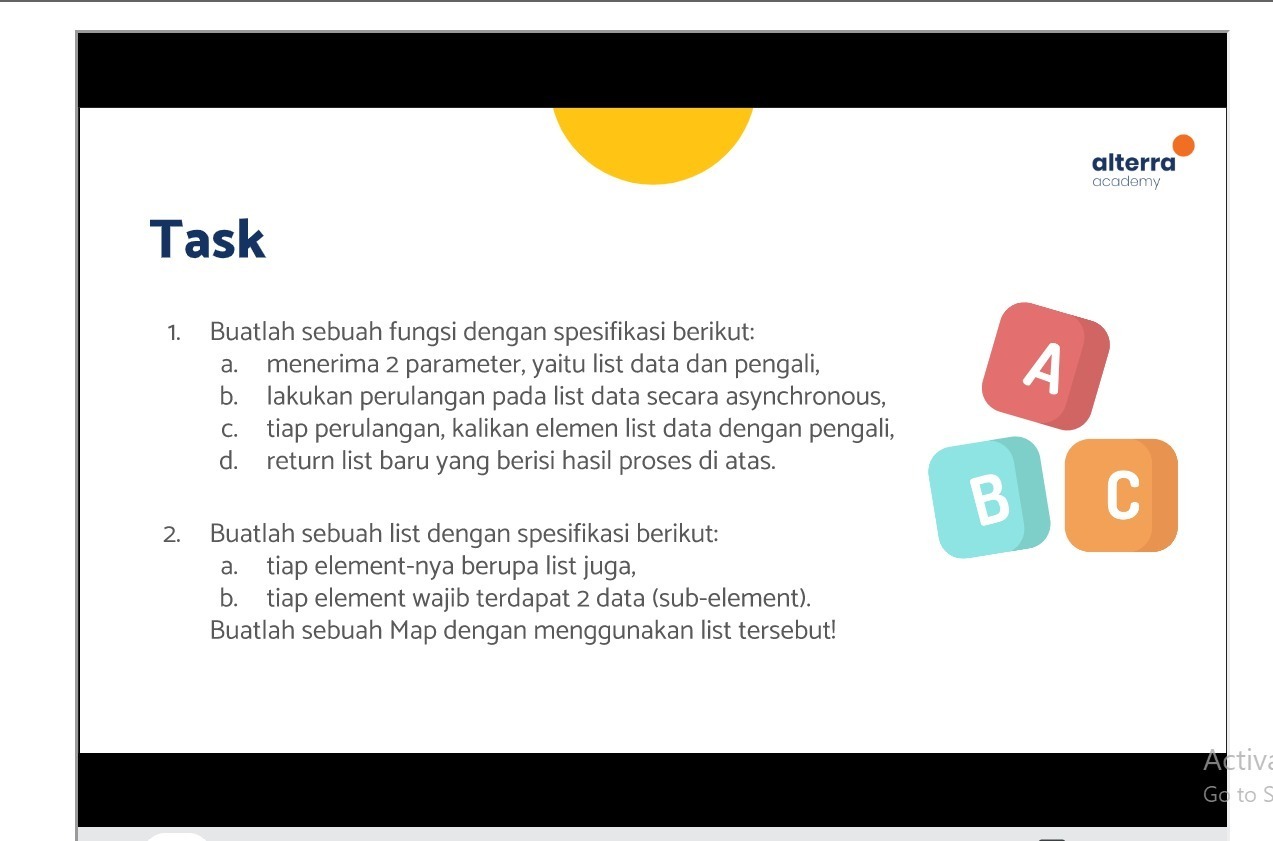 alterra
academy
Task
1. Buatlah sebuah fungsi dengan spesifikasi berikut:
a. menerima 2 parameter, yaitu list data dan pengali,
b. lakukan perulangan pada list data secara asynchronous,
c. tiap perulangan, kalikan elemen list data dengan pengali,
d. return list baru yang berisi hasil proses di atas.
2. Buatlah sebuah list dengan spesifikasi berikut:
a. tiap element-nya berupa list juga,
b. tiap element wajib terdapat 2 data (sub-element).
Buatlah sebuah Map dengan menggunakan list tersebut!
A
B
C
Go to S